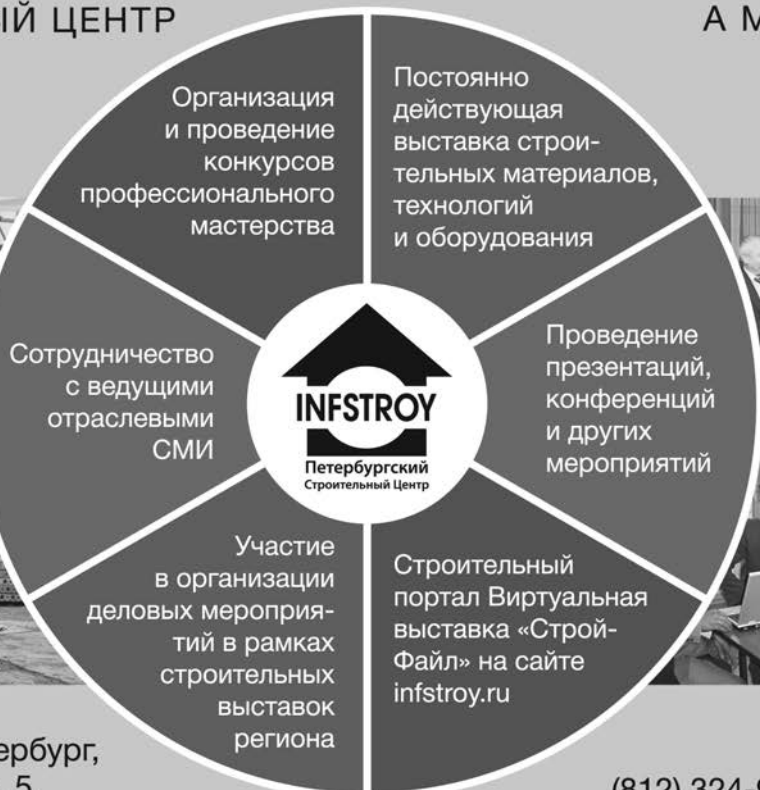 ЫЙ ЦЕНТР
А М
Организация
и проведение
конкурсов
профессионального
мастерства
Постоянно
действующая
выставка строи-
тельных материалов,
технологий
и оборудования
Сотрудничество
с ведущими
отраслевыми
СМИ
INFSTROY
Петербургский
Строительный Центр
Проведение
презентаций,
конференций
и других
мероприятий
Участие
в организации
деловых мероприя-
тий в рамках
строительных
выставок
региона
Строительный
портал Виртуальная
выставка «Строй-
Файл» на сайте
infstroy.ru
ербург,
5
(812) 324-